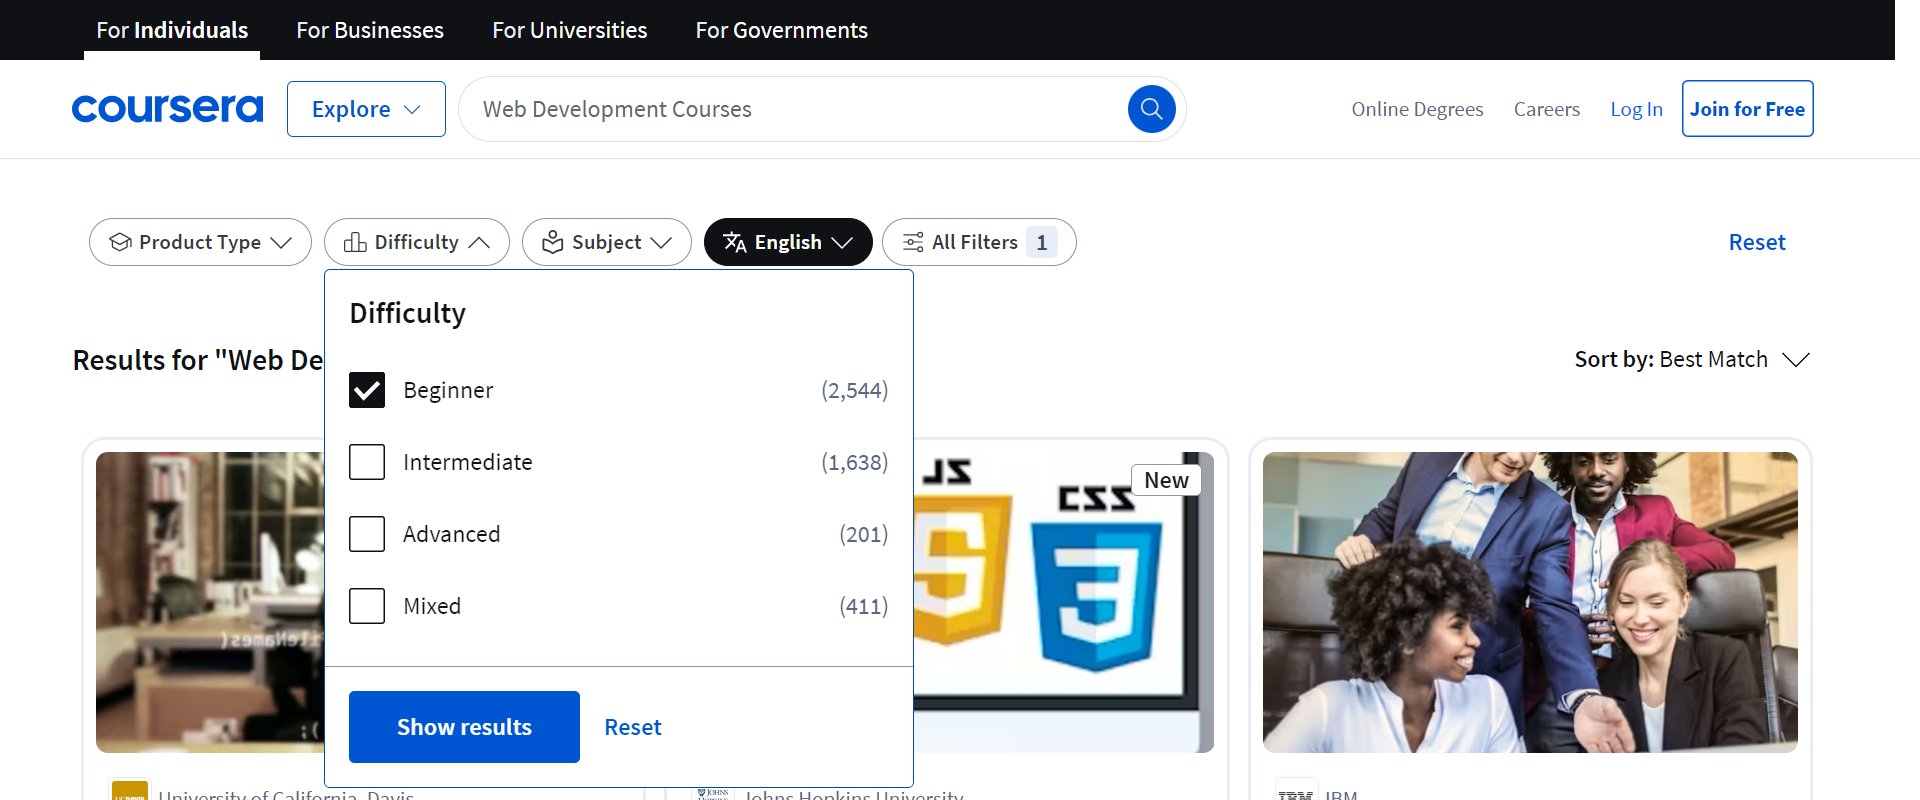 For Individuals For Businesses For Universities For Governments
coursera Explore Web Development Courses Online Degrees Careers Log In Join for Free
Product Type Difficulty Subject English All Filters 1 Reset
Difficulty
Results for "Web De
Sort by: Best Match
Beginner (2,544)
Intermediate (1,638)
Advanced (201)
Mixed (411)
JS
CSS
New
Show results Reset
University of California, Davis
Johns Hopkins University
IBM IBM